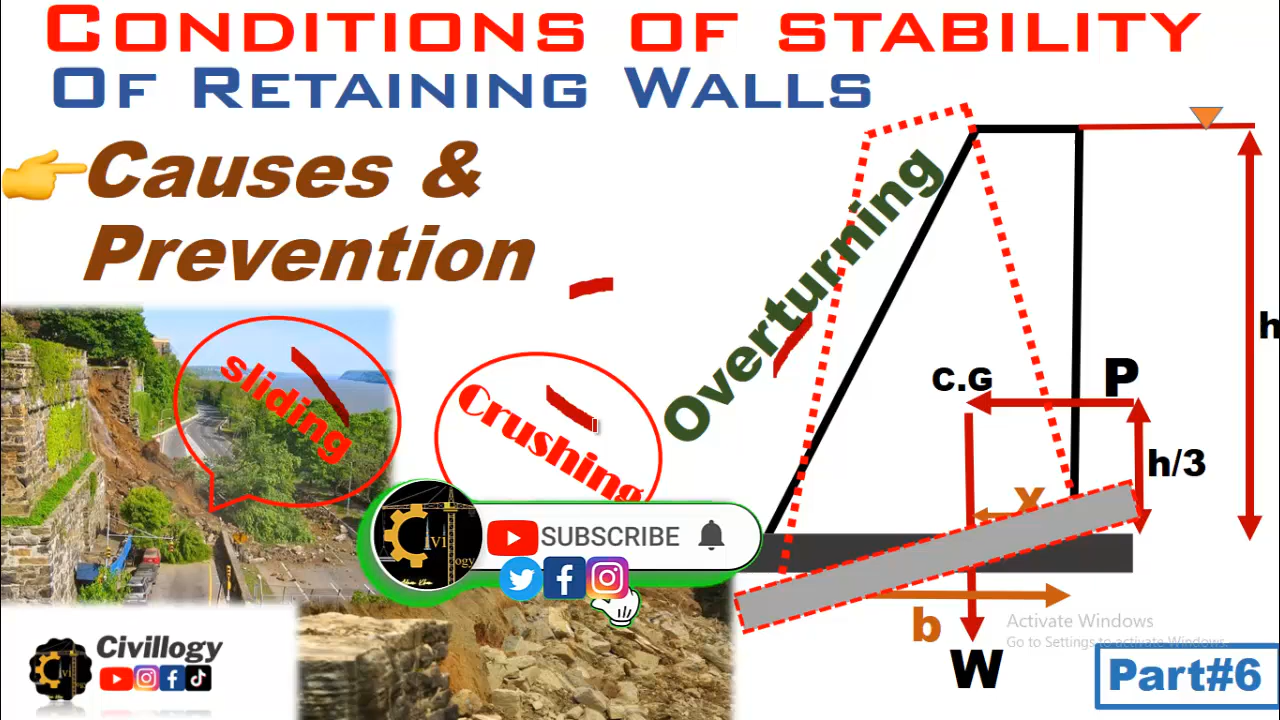 CONDITIONS OF STABILITY
OF RETAINING WALLS
Causes &
Prevention
Overturning
sliding
Crushing
C.G
P
h
h/3
X
b
W
Civilogy
SUBSCRIBE
Activate Windows
Go to Settings to activate Windows.
Civillogy
Part#6